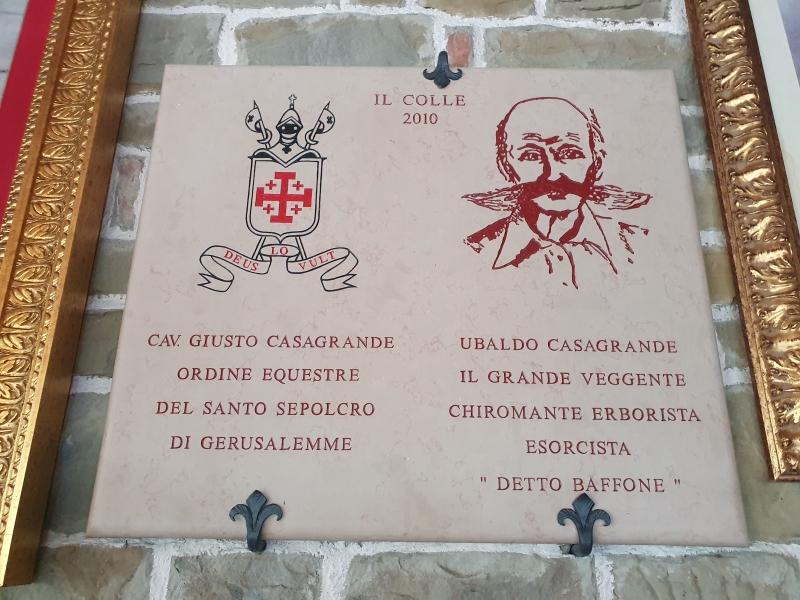 IL COLLE
2010
DEUS LO VULT
CAV. GIUSTO CASAGRANDE
ORDINE EQUESTRE
DEL SANTO SEPOLCRO
DI GERUSALEMME
UBALDO CASAGRANDE
IL GRANDE VEGGENTE
CHIROMANTE ERBORISTA
ESORCISTA
" DETTO BAFFONE "